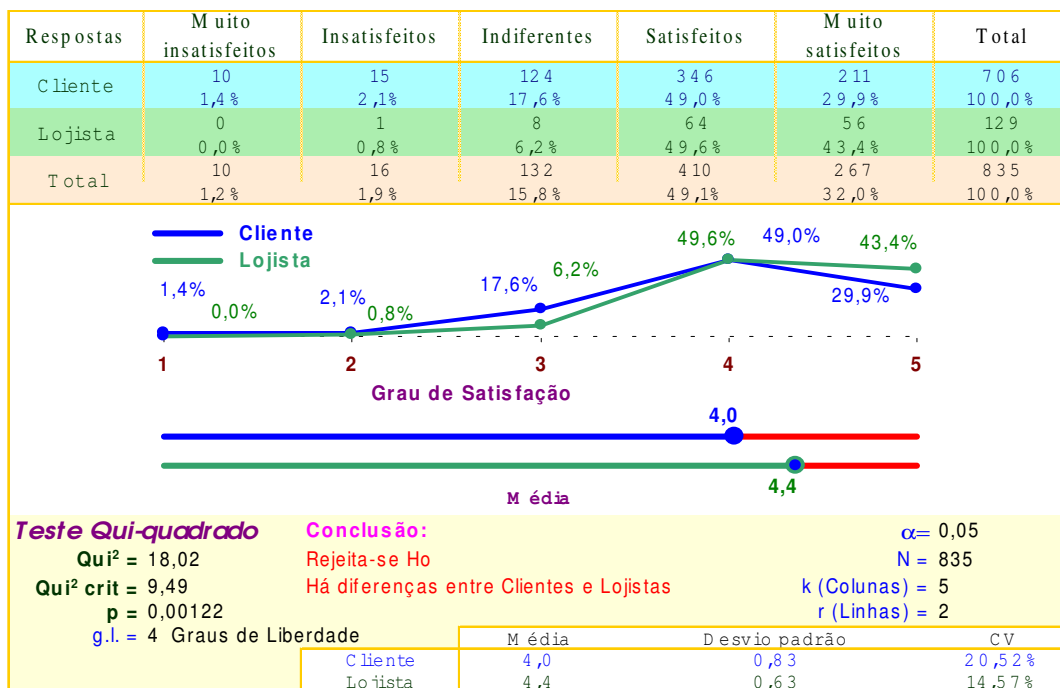 Respostas Muito insatisfeitos Insatisfeitos Indiferentes Satisfeitos Muito satisfeitos Total
Cliente 10 15 124 346 211 706
1,4% 2,1% 17,6% 49,0% 29,9% 100,0%
Lojista 0 1 8 64 56 129
0,0% 0,8% 6,2% 49,6% 43,4% 100,0%
Total 10 16 132 410 267 835
1,2% 1,9% 15,8% 49,1% 32,0% 100,0%
Cliente
Lojista
49,6% 49,0% 43,4%
1,4% 2,1% 17,6% 6,2% 29,9%
0,0% 0,8%
1 2 3 4 5
Grau de Satisfação
4,0
4,4
Média
Teste Qui-quadrado Conclusão: α= 0,05
Qui² = 18,02 Rejeita-se Ho N = 835
Qui² crit = 9,49 Há diferenças entre Clientes e Lojistas k (Colunas) = 5
p = 0,00122 r (Linhas) = 2
g.l. = 4 Graus de Liberdade
Média Desvio padrão CV
Cliente 4,0 0,83 20,52%
Lojista 4,4 0,63 14,57%